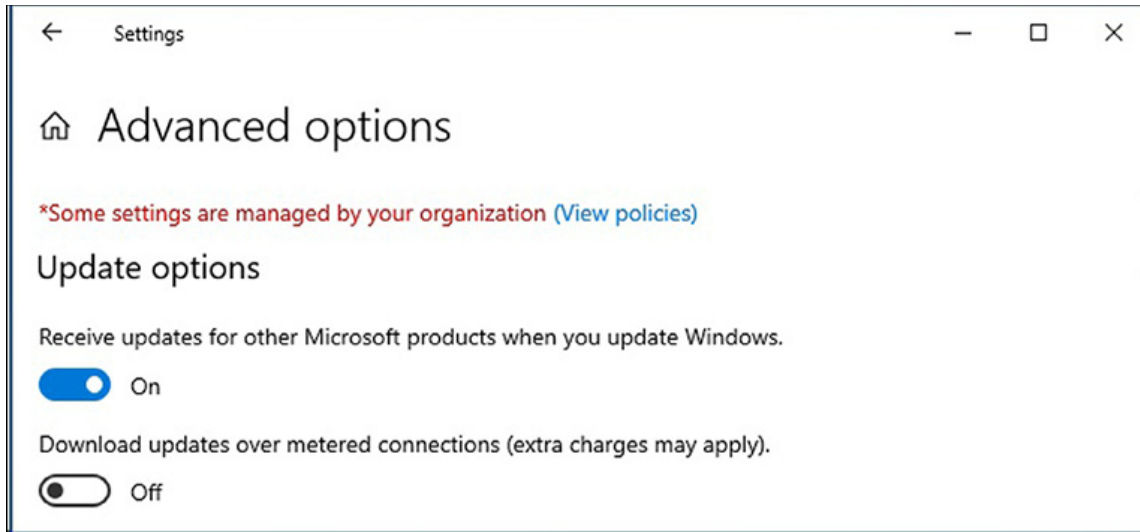 Settings
Advanced options
*Some settings are managed by your organization (View policies)
Update options
Receive updates for other Microsoft products when you update Windows.
On
Download updates over metered connections (extra charges may apply).
Off